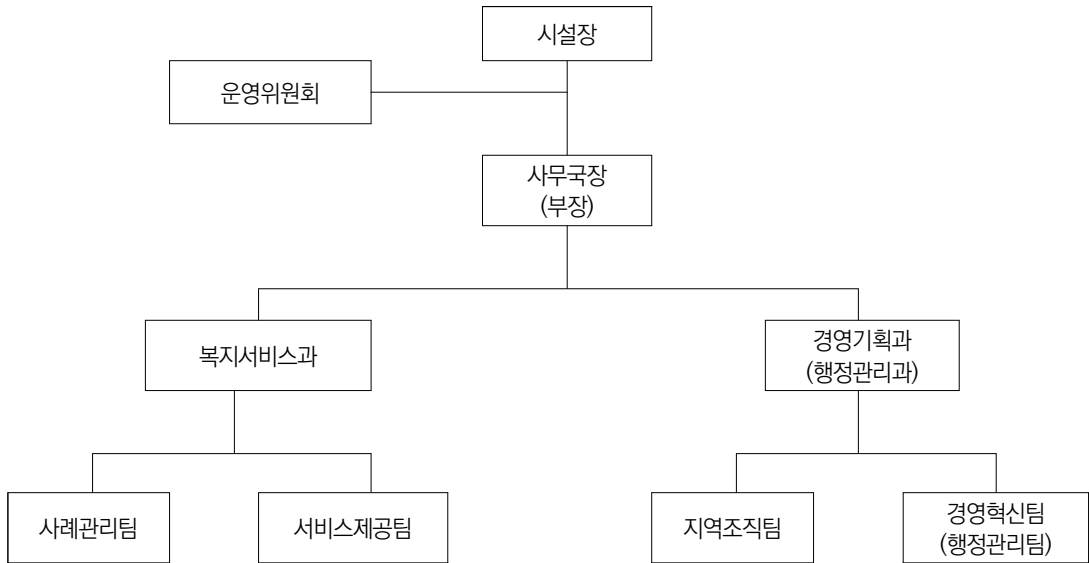 시설장
운영위원회
사무국장
(부장)
복지서비스과
경영기획과
(행정관리과)
사례관리팀
서비스제공팀
지역조직팀
경영혁신팀
(행정관리팀)